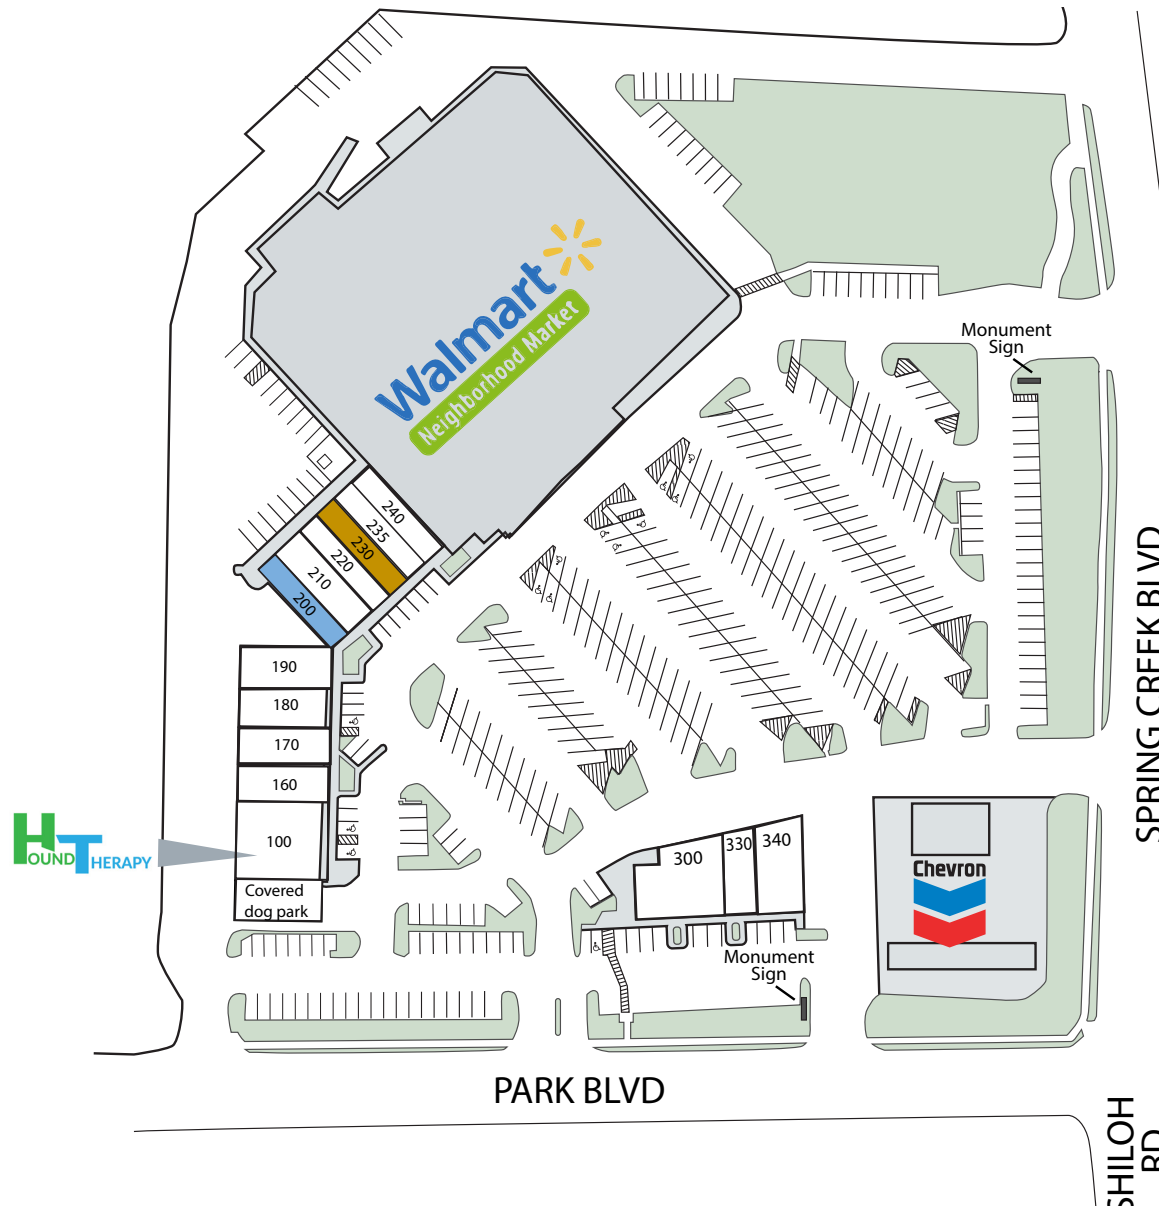 Walmart
Neighborhood Market
Monument
Sign
240
235
230
220
210
200
190
180
170
160
100
Covered
dog park
HOUND THERAPY
300
330
340
Chevron
Monument
Sign
SPRING CREEK BLVD
PARK BLVD
SHILOH
RD